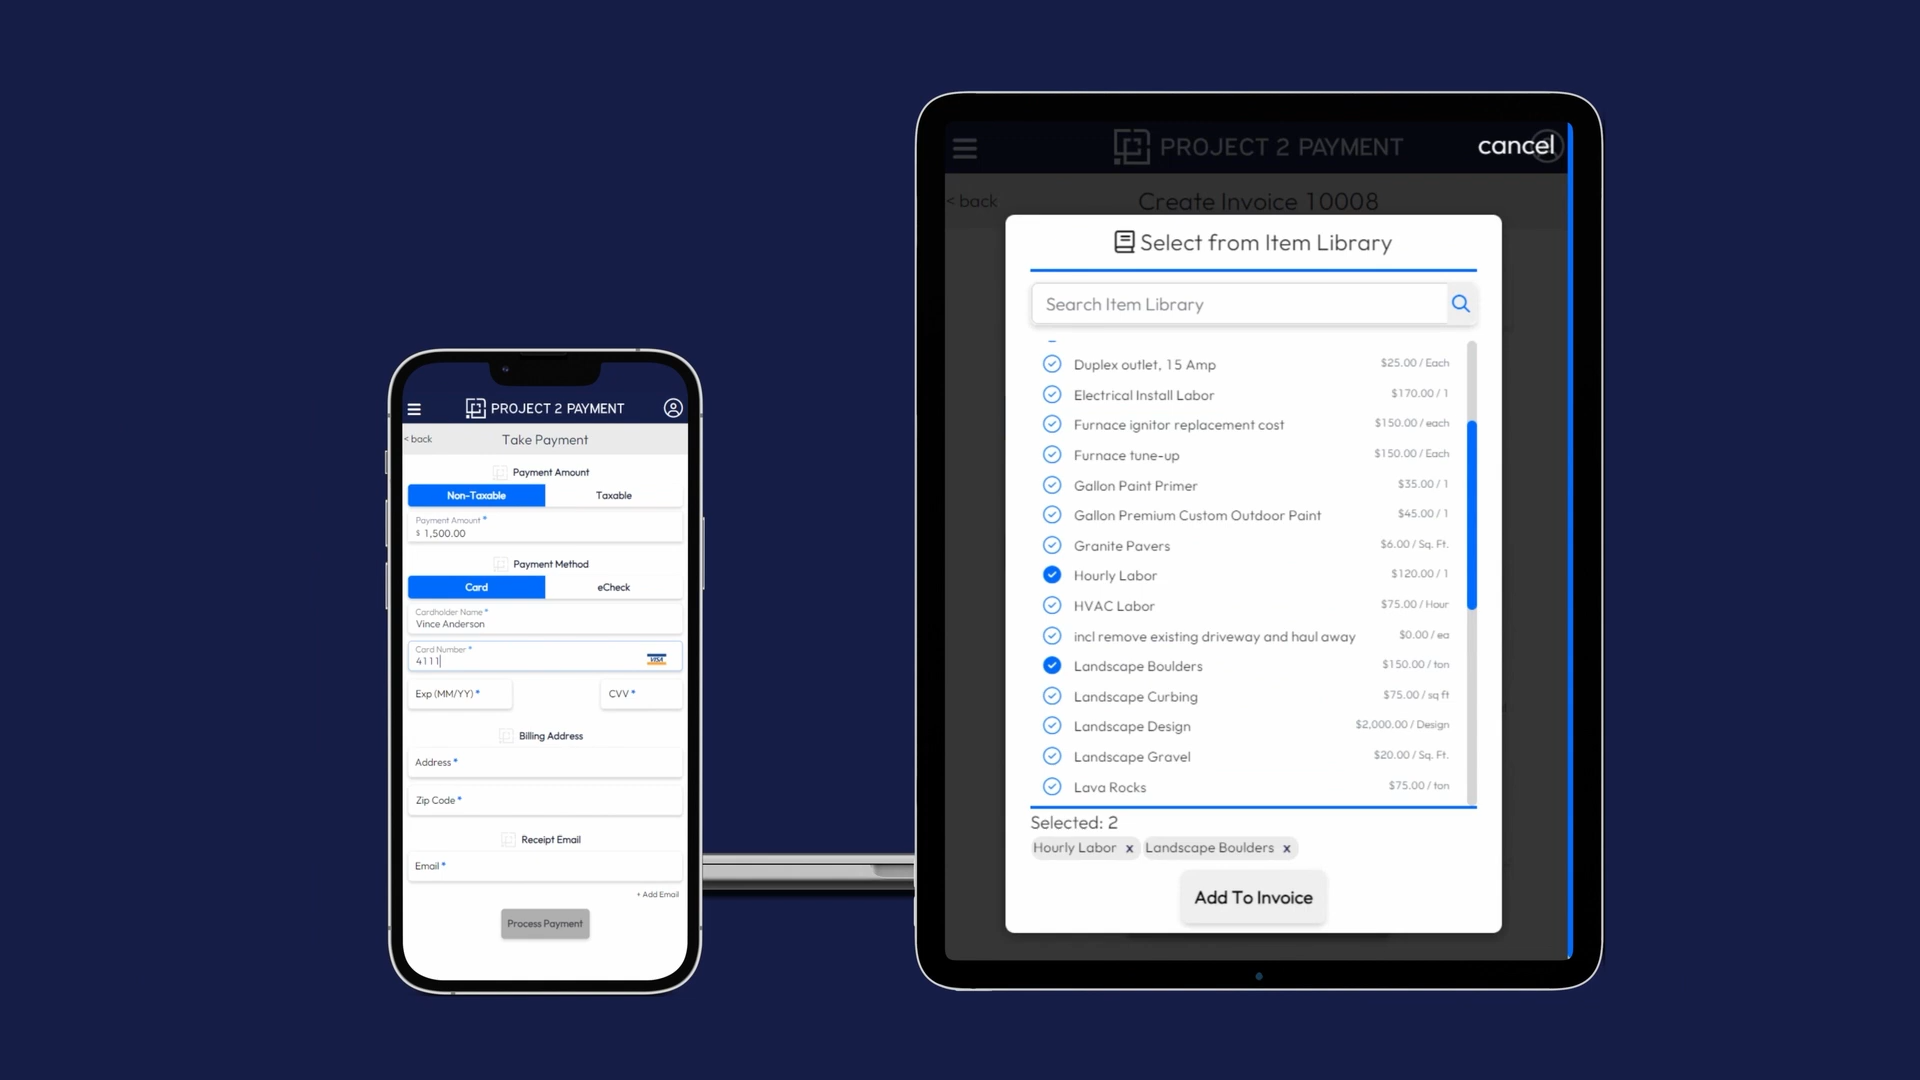 PROJECT 2 PAYMENT
< back
Take Payment
Payment Amount
Non-Taxable
Taxable
Payment Amount *
$ 1,500.00
Payment Method
Card
eCheck
Cardholder Name *
Vince Anderson
Card Number *
4111
VISA
Exp (MM/YY) *
CVV *
Billing Address
Address *
Zip Code *
Receipt Email
Email *
+ Add Email
Process Payment
PROJECT 2 PAYMENT
cancel
< back
Create Invoice 10008
Select from Item Library
Search Item Library
Duplex outlet, 15 Amp $25.00 / Each
Electrical Install Labor $170.00 / 1
Furnace ignitor replacement cost $150.00 / each
Furnace tune-up $150.00 / Each
Gallon Paint Primer $35.00 / 1
Gallon Premium Custom Outdoor Paint $45.00 / 1
Granite Pavers $6.00 / Sq. Ft.
Hourly Labor $120.00 / 1
HVAC Labor $75.00 / Hour
incl remove existing driveway and haul away $0.00 / ea
Landscape Boulders $150.00 / ton
Landscape Curbing $75.00 / sq ft
Landscape Design $2,000.00 / Design
Landscape Gravel $20.00 / Sq. Ft.
Lava Rocks $75.00 / ton
Selected: 2
Hourly Labor x Landscape Boulders x
Add To Invoice